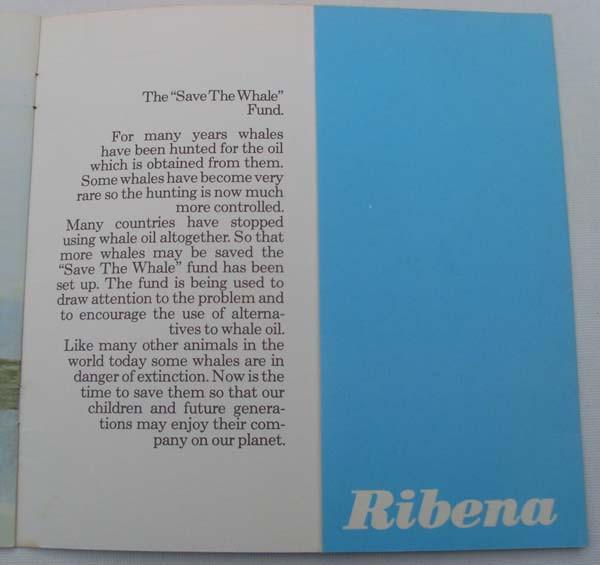 The "Save The Whale"
Fund.
For many years whales
have been hunted for the oil
which is obtained from them.
Some whales have become very
rare so the hunting is now much
more controlled.
Many countries have stopped
using whale oil altogether. So that
more whales may be saved the
"Save The Whale" fund has been
set up. The fund is being used to
draw attention to the problem and
to encourage the use of alterna-
tives to whale oil.
Like many other animals in the
world today some whales are in
danger of extinction. Now is the
time to save them so that our
children and future genera-
tions may enjoy their com-
pany on our planet.
Ribena